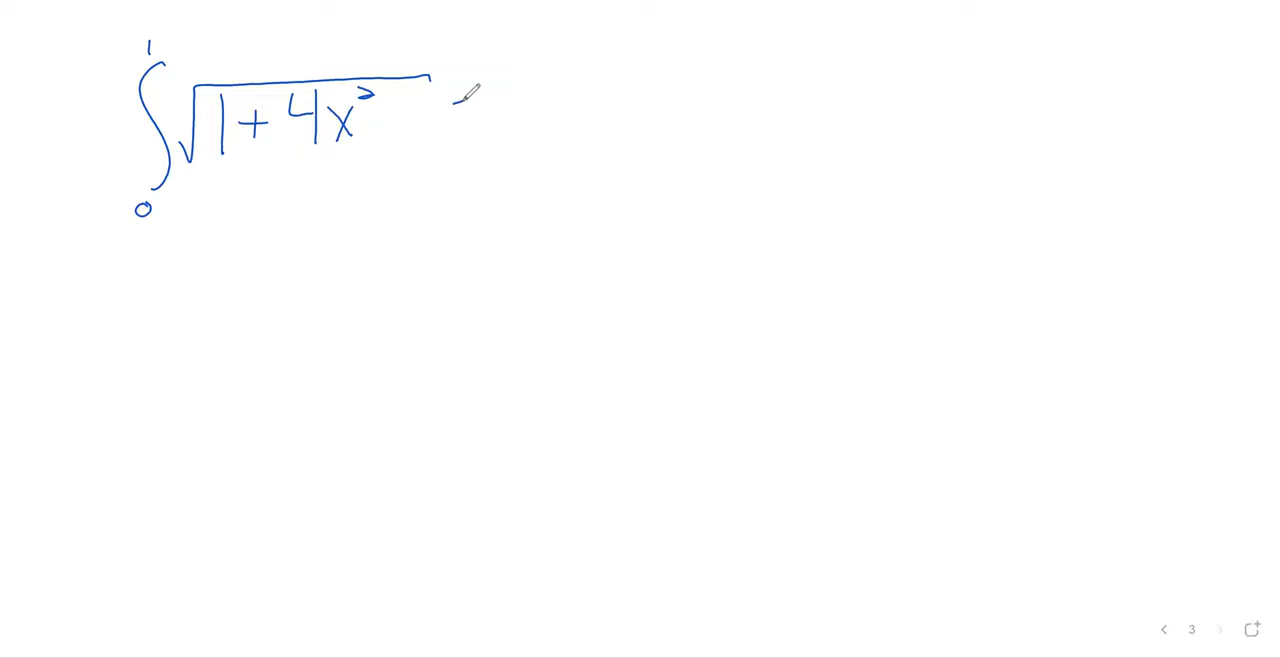 ∫₀¹ √(1 + 4x²)
3